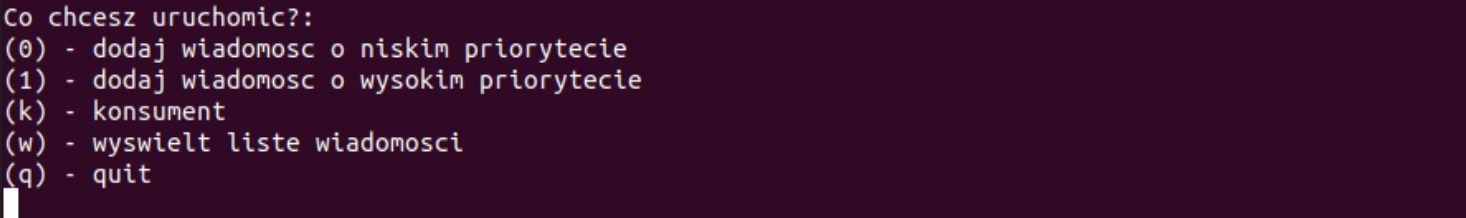 Co chcesz uruchomic?:
(0) - dodaj wiadomosc o niskim priorytecie
(1) - dodaj wiadomosc o wysokim priorytecie
(k) - konsument
(w) - wyswielt liste wiadomosci
(q) - quit